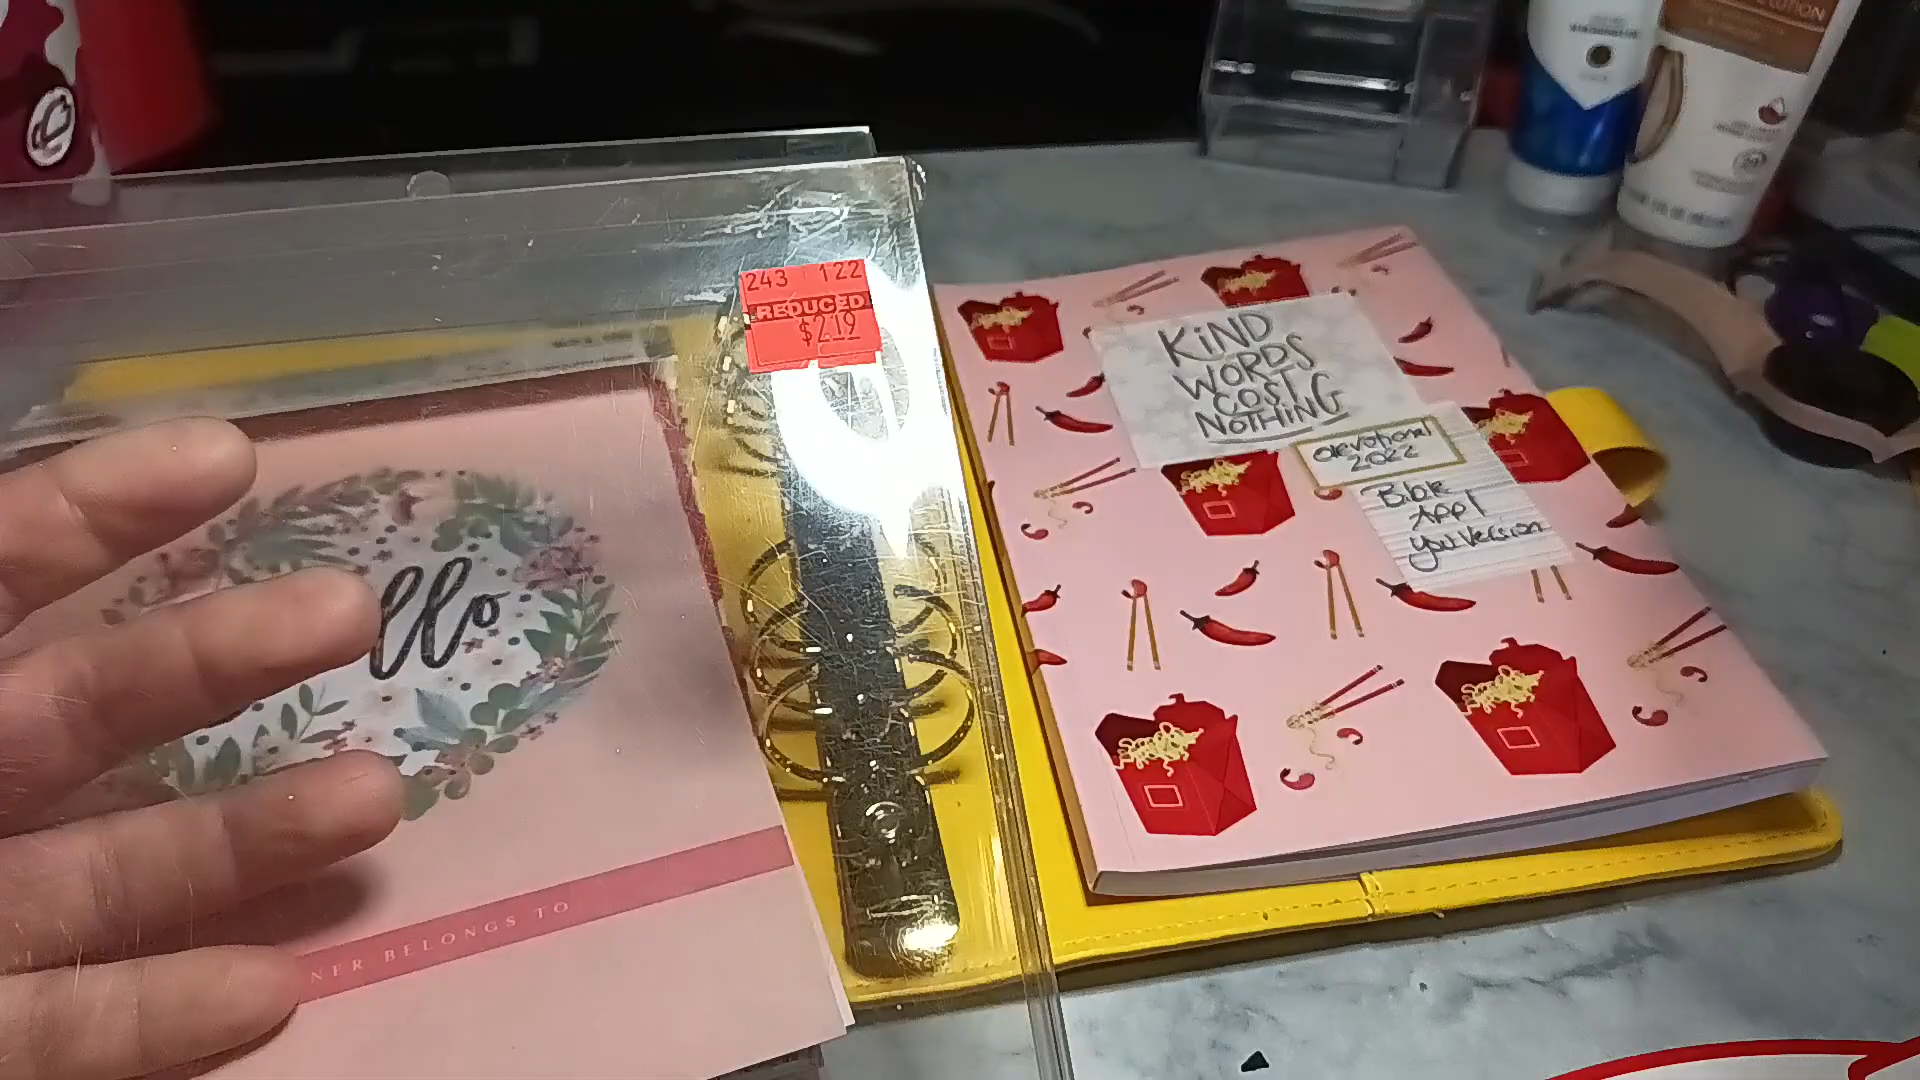 243 122
REDUCED
$2.19
llo
NER BELONGS TO
KiND
WORDS
COST
NOTHING
devotional
2022
Bible
App/
YouVersion